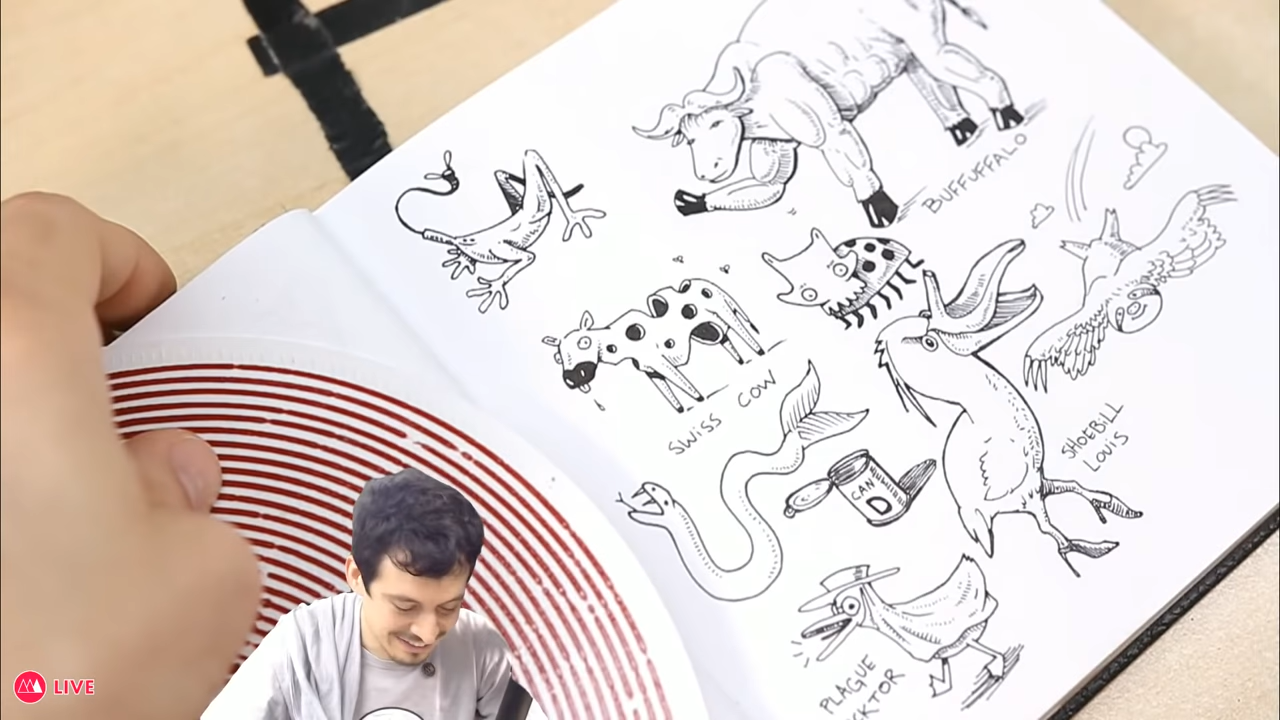 BUFFUFFALO
SWISS COW
SHOEBILL
LOUIS
CAN
D
PLAGUE
LIVE